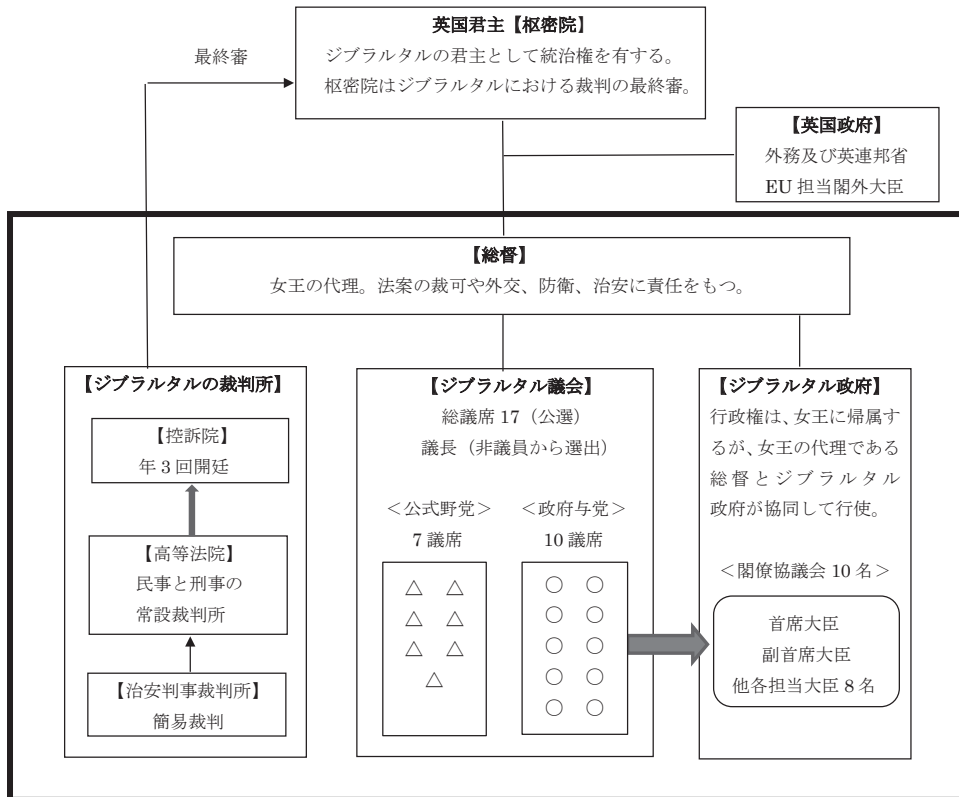 英国君主【枢密院】
ジブラルタルの君主として統治権を有する。
枢密院はジブラルタルにおける裁判の最終審。
最終審
【英国政府】
外務及び英連邦省
EU 担当閣外大臣
【総督】
女王の代理。法案の裁可や外交、防衛、治安に責任をもつ。
【ジブラルタルの裁判所】
【控訴院】
年 3 回開廷
【高等法院】
民事と刑事の
常設裁判所
【治安判事裁判所】
簡易裁判
【ジブラルタル議会】
総議席 17（公選）
議長（非議員から選出）
＜公式野党＞
7 議席
＜政府与党＞
10 議席
【ジブラルタル政府】
行政権は、女王に帰属す
るが、女王の代理である
総督とジブラルタル
政府が協同して行使。
＜閣僚協議会 10 名＞
首席大臣
副首席大臣
他各担当大臣 8 名